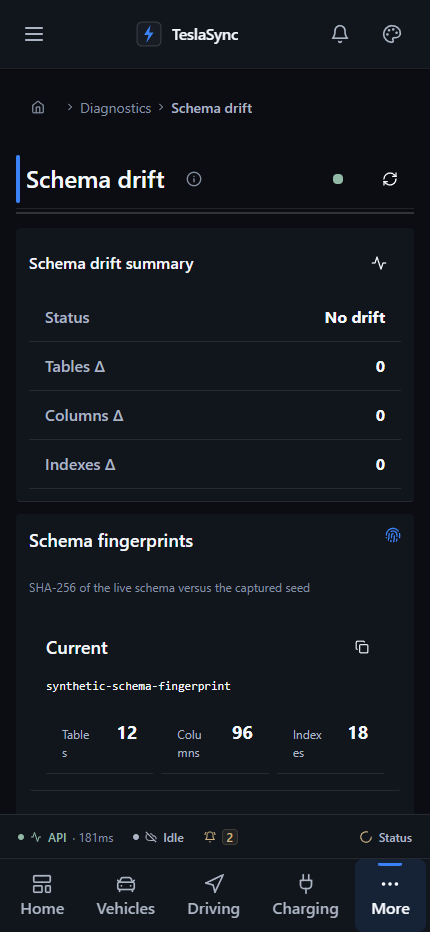 TeslaSync
Diagnostics
Schema drift
Schema drift
Schema drift summary
Status No drift
Tables Δ 0
Columns Δ 0
Indexes Δ 0
Schema fingerprints
SHA-256 of the live schema versus the captured seed
Current
synthetic-schema-fingerprint
Table
s
12
Colu
mns
96
Index
es
18
API · 181ms Idle 2 Status
Home Vehicles Driving Charging More